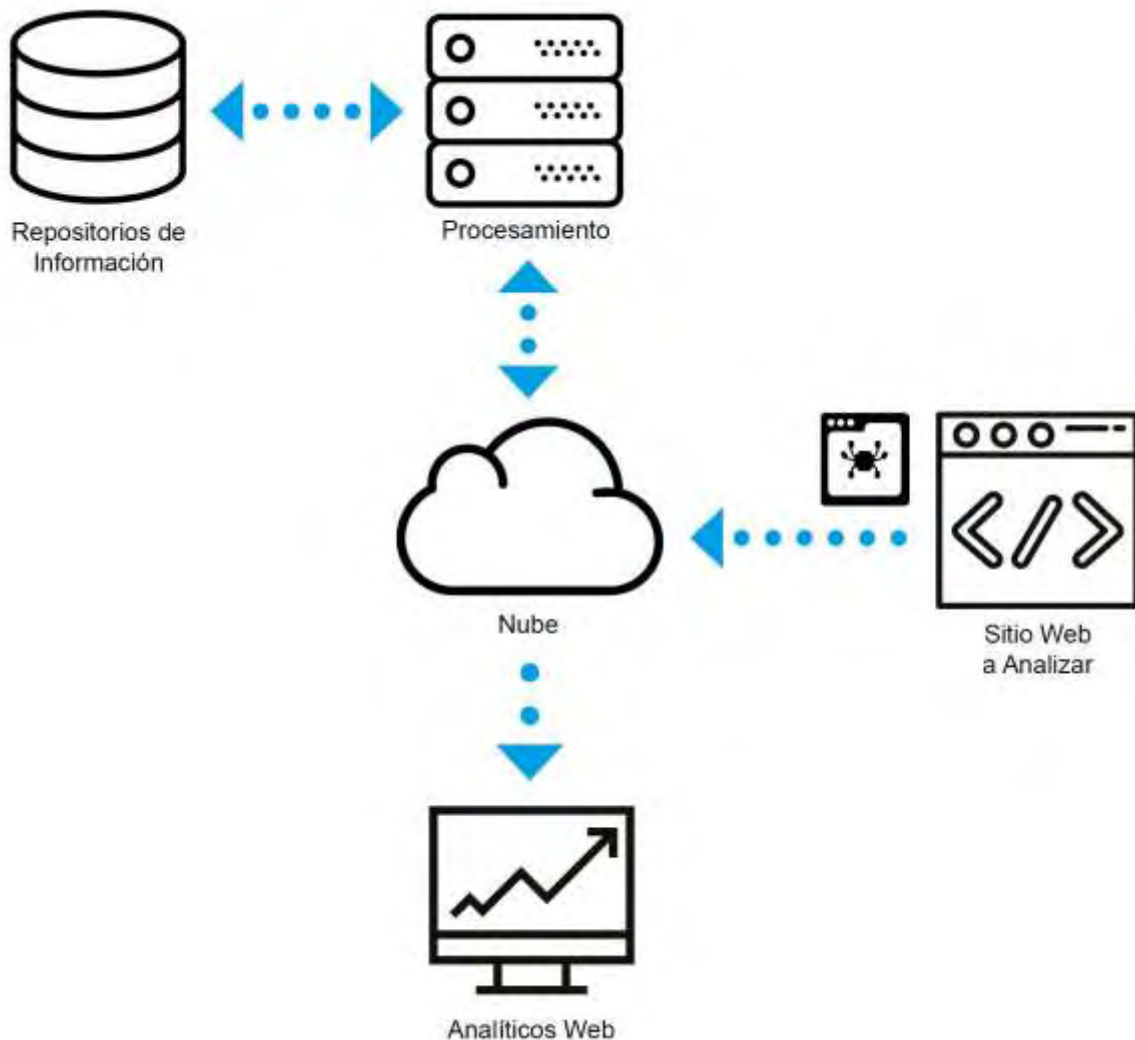 Repositorios de
Información
Procesamiento
Nube
Sitio Web
a Analizar
Analíticos Web